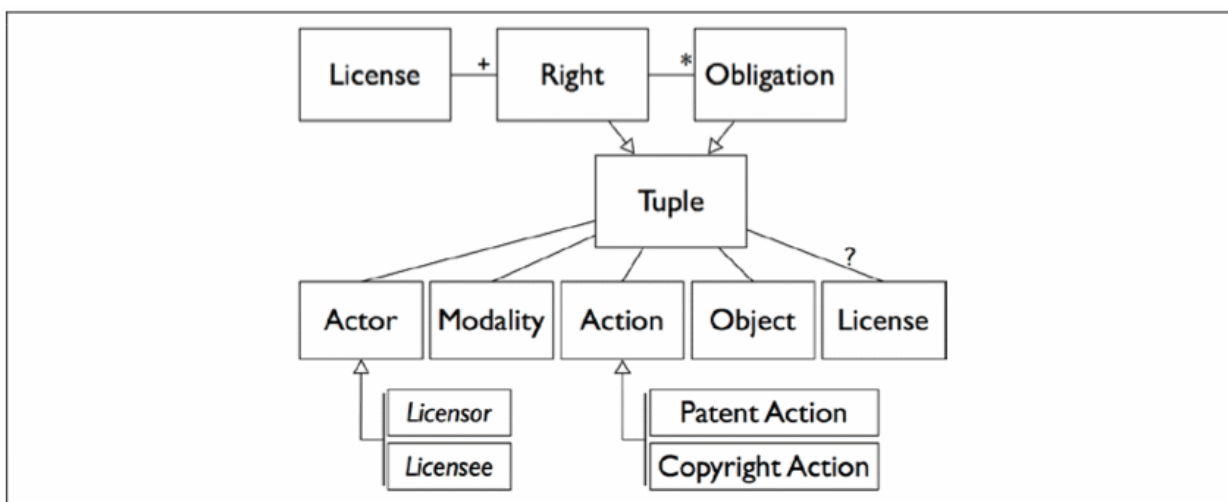 License + Right * Obligation
Tuple
?
Actor Modality Action Object License
Licensor Patent Action
Licensee Copyright Action